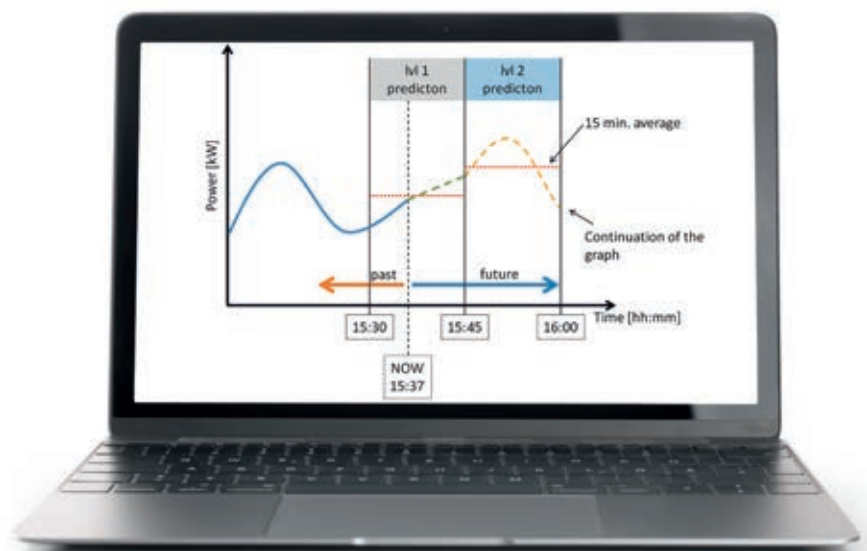 lvl 1
predicton
lvl 2
predicton
Power [kW]
15 min. average
Continuation of the
graph
past
future
Time [hh:mm]
15:30
15:45
16:00
NOW
15:37